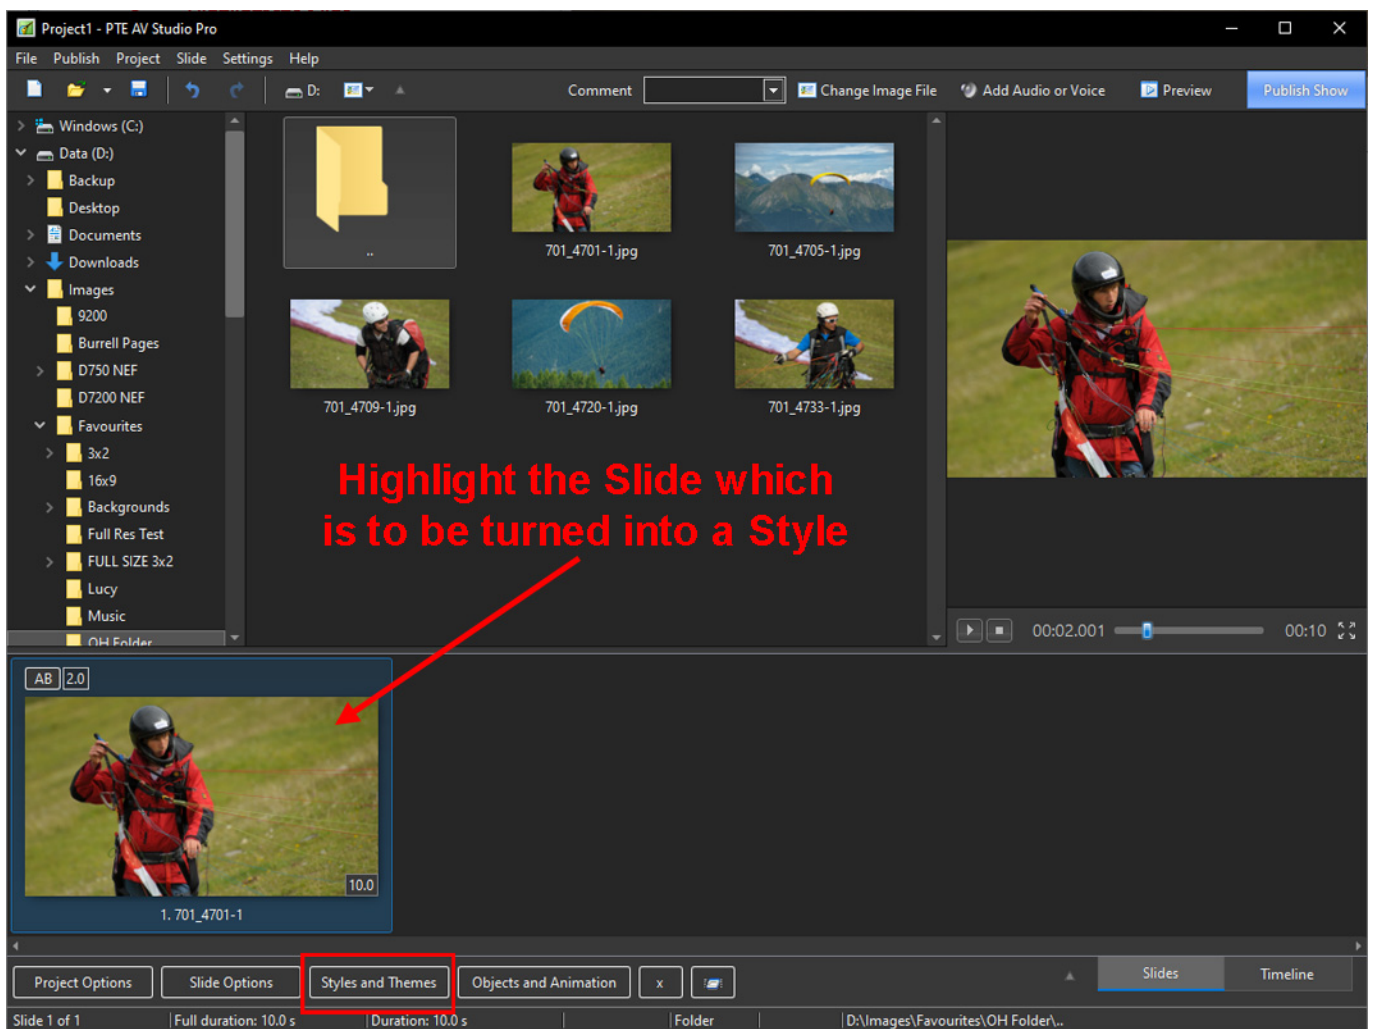 Project1 - PTE AV Studio Pro
File Publish Project Slide Settings Help
D: Comment Change Image File Add Audio or Voice Preview Publish Show
Windows (C:)
Data (D:)
Backup
Desktop
Documents
Downloads
Images
9200
Burrell Pages
D750 NEF
D7200 NEF
Favourites
3x2
16x9
Backgrounds
Full Res Test
FULL SIZE 3x2
Lucy
Music
OH Folder
..
701_4701-1.jpg
701_4705-1.jpg
701_4709-1.jpg
701_4720-1.jpg
701_4733-1.jpg
Highlight the Slide which
is to be turned into a Style
00:02.001 00:10
AB 2.0
10.0
1. 701_4701-1
Project Options Slide Options Styles and Themes Objects and Animation x Slides Timeline
Slide 1 of 1 Full duration: 10.0 s Duration: 10.0 s Folder D:\Images\Favourites\OH Folder\..